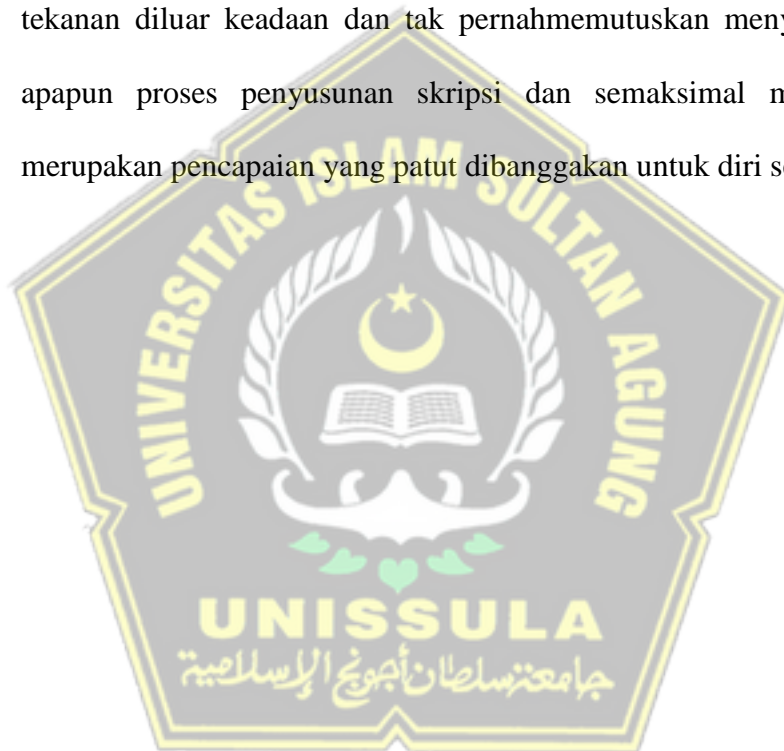 tekanan diluar keadaan dan tak pernahmemutuskan
apapun proses penyusunan skripsi dan semaksimal
merupakan pencapaian yang patut dibanggakan untuk diri
UNIVERSITAS ISLAM SULTAN AGUNG
UNISSULA
جامعة سلطان أجونج الإسلامية